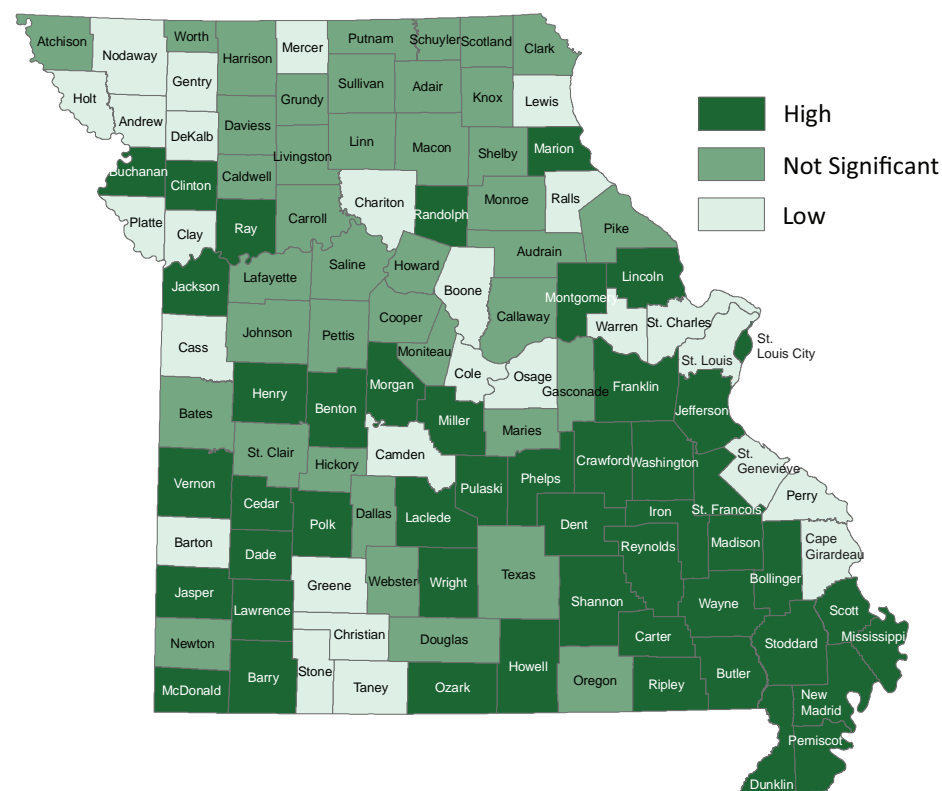 Atchison
Nodaway
Worth
Harrison
Mercer
Putnam
Schuyler
Scotland
Clark
Holt
Gentry
Sullivan
Adair
Knox
Lewis
Andrew
DeKalb
Daviess
Grundy
Linn
Macon
Shelby
Marion
Livingston
Buchanan
Clinton
Caldwell
Chariton
Randolph
Monroe
Ralls
Platte
Clay
Ray
Carroll
Pike
Audrain
Jackson
Lafayette
Saline
Howard
Boone
Lincoln
Montgomery
Callaway
Cooper
Warren
St. Charles
Cass
Johnson
Pettis
Moniteau
St. Louis
St.
Louis City
Cole
Osage
Gasconade
Franklin
Jefferson
Bates
Henry
Benton
Morgan
Miller
Maries
St. Clair
Hickory
Camden
Crawford
Washington
St.
Genevieve
Vernon
Cedar
Polk
Dallas
Laclede
Pulaski
Phelps
Dent
Iron
St. Francois
Perry
Barton
Dade
Reynolds
Madison
Cape
Girardeau
Jasper
Lawrence
Greene
Webster
Wright
Texas
Shannon
Wayne
Bollinger
Scott
Newton
Christian
Douglas
Carter
Stoddard
Mississippi
McDonald
Barry
Stone
Taney
Ozark
Howell
Oregon
Ripley
Butler
New
Madrid
Pemiscot
Dunklin
High
Not Significant
Low